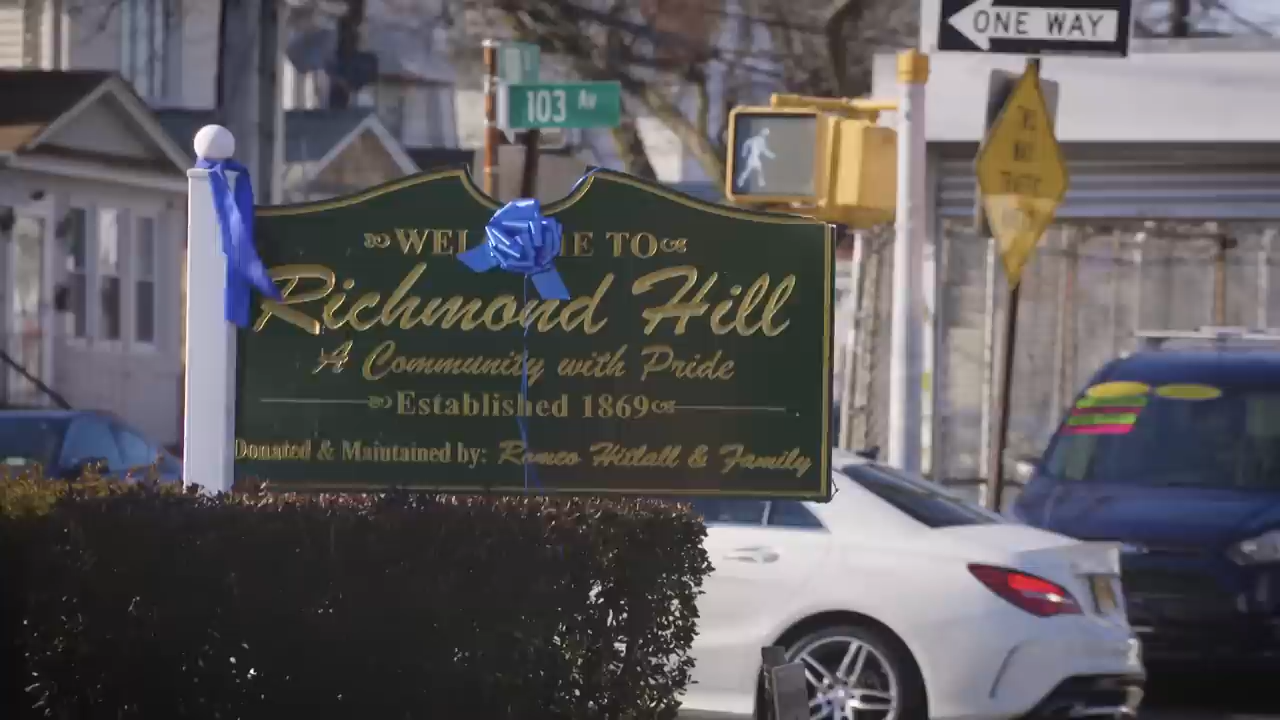 ONE WAY
103 Av
WEL ME TO
Richmond Hill
A Community with Pride
Established 1869
Donated & Maintained by: Romeo Hitlall & Family